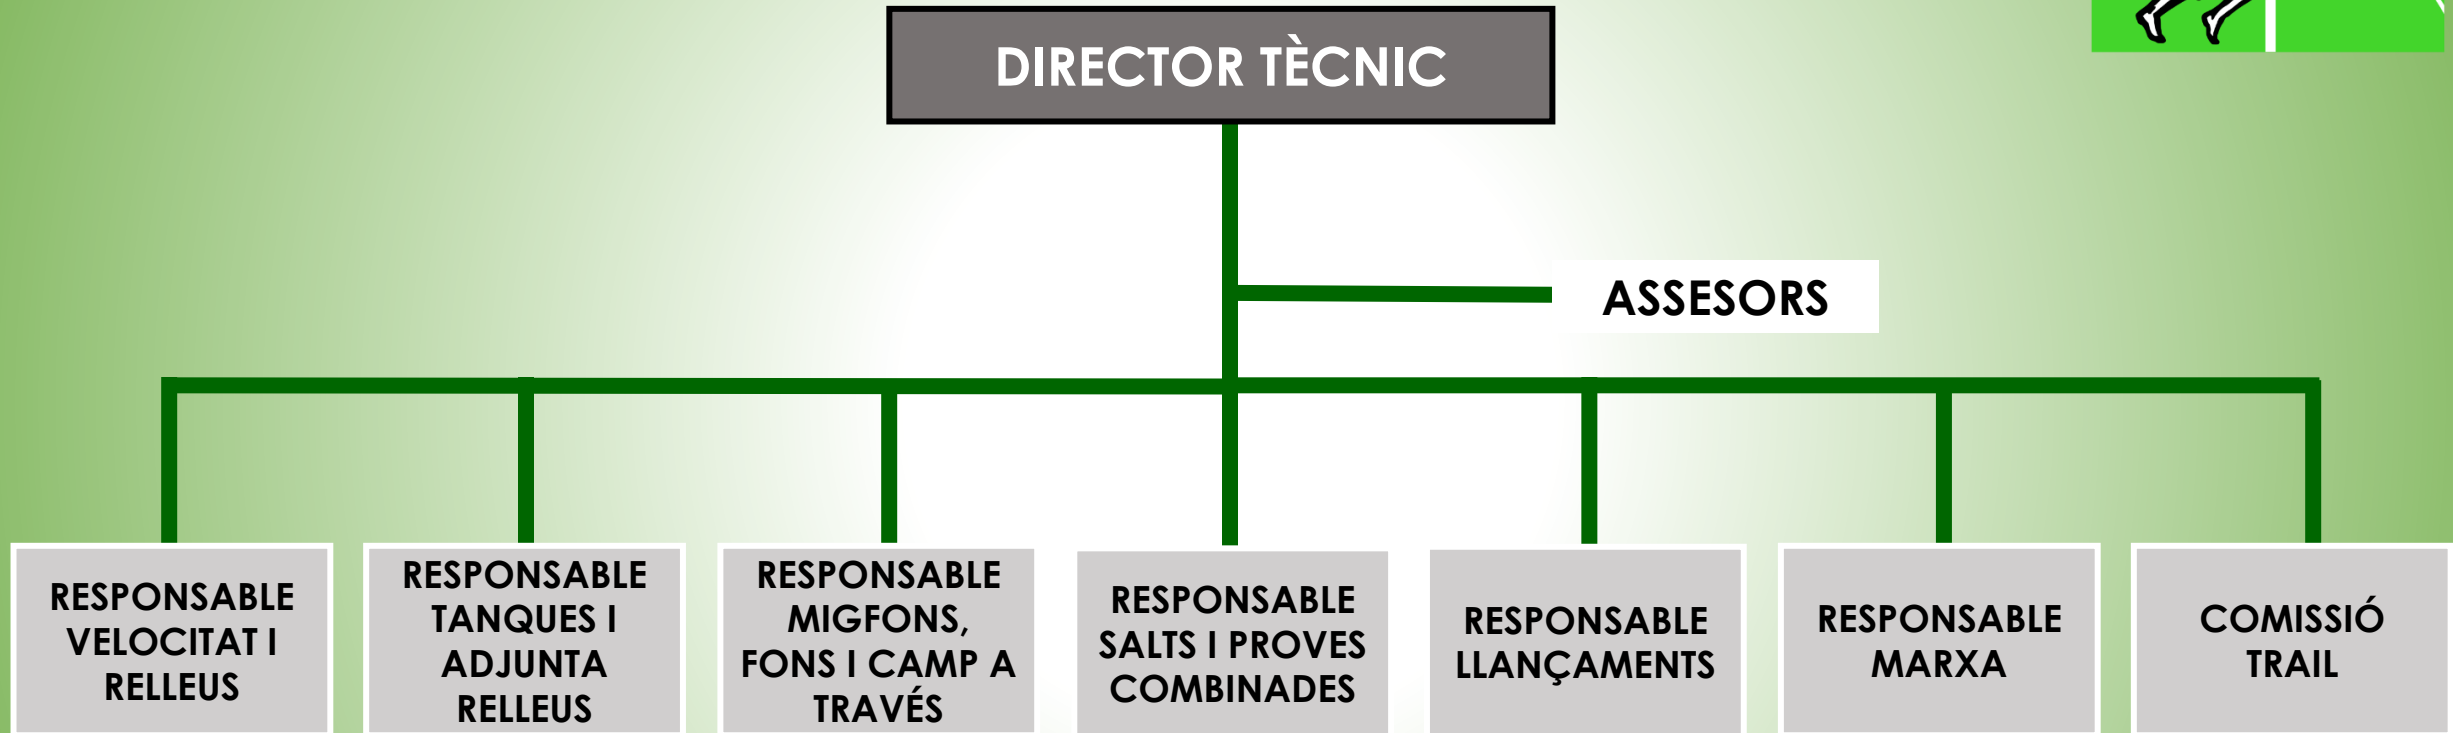 DIRECTOR TÈCNIC
ASSESORS
RESPONSABLE
VELOCITAT I
RELLEUS
RESPONSABLE
TANQUES I
ADJUNTA
RELLEUS
RESPONSABLE
MIGFONS,
FONS I CAMP A
TRAVÉS
RESPONSABLE
SALTS I PROVES
COMBINADES
RESPONSABLE
LLANÇAMENTS
RESPONSABLE
MARXA
COMISSIÓ
TRAIL